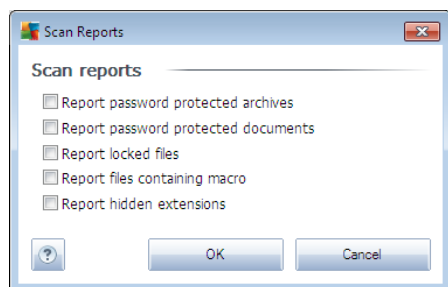 Scan Reports
Scan reports
Report password protected archives
Report password protected documents
Report locked files
Report files containing macro
Report hidden extensions
?
OK
Cancel